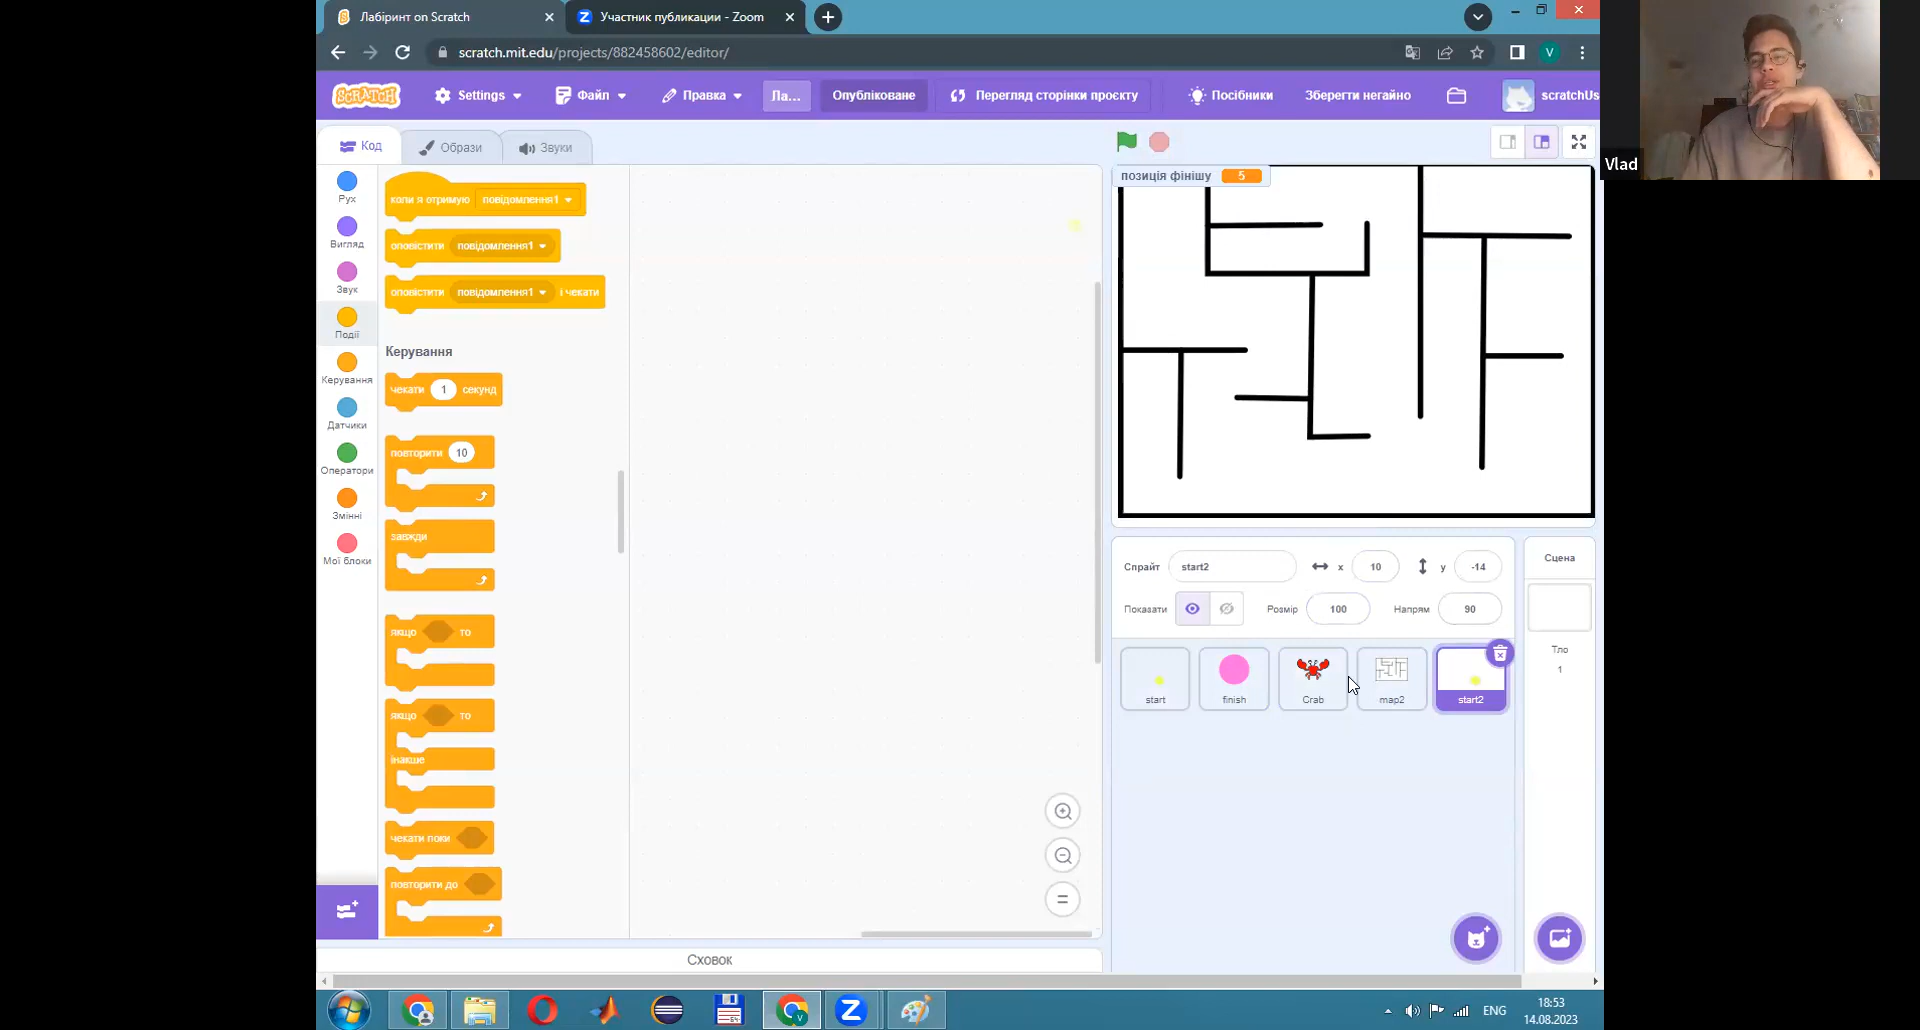 Лабіринт on Scratch
Участник публикации - Zoom
scratch.mit.edu/projects/882458602/editor/
V
SCRATCH
Settings
Файл
Правка
Ла...
Опубліковане
Перегляд сторінки проєкту
Посібники
Зберегти негайно
scratchUs
Vlad
Код
Образи
Звуки
Рух
Вигляд
Звук
Події
Керування
Датчики
Оператори
Змінні
Мої блоки
коли я отримую повідомлення1
оповістити повідомлення1
оповістити повідомлення1 і чекати
Керування
чекати 1 секунд
повторити 10
завжди
якщо то
якщо то
інакше
чекати поки
повторити до
Сховок
позиція фінішу 5
Спрайт start2 x 10 y -14
Показати Розмір 100 Напрям 90
start
finish
Crab
map2
start2
Сцена
Тло
1
ENG
18:53
14.08.2023